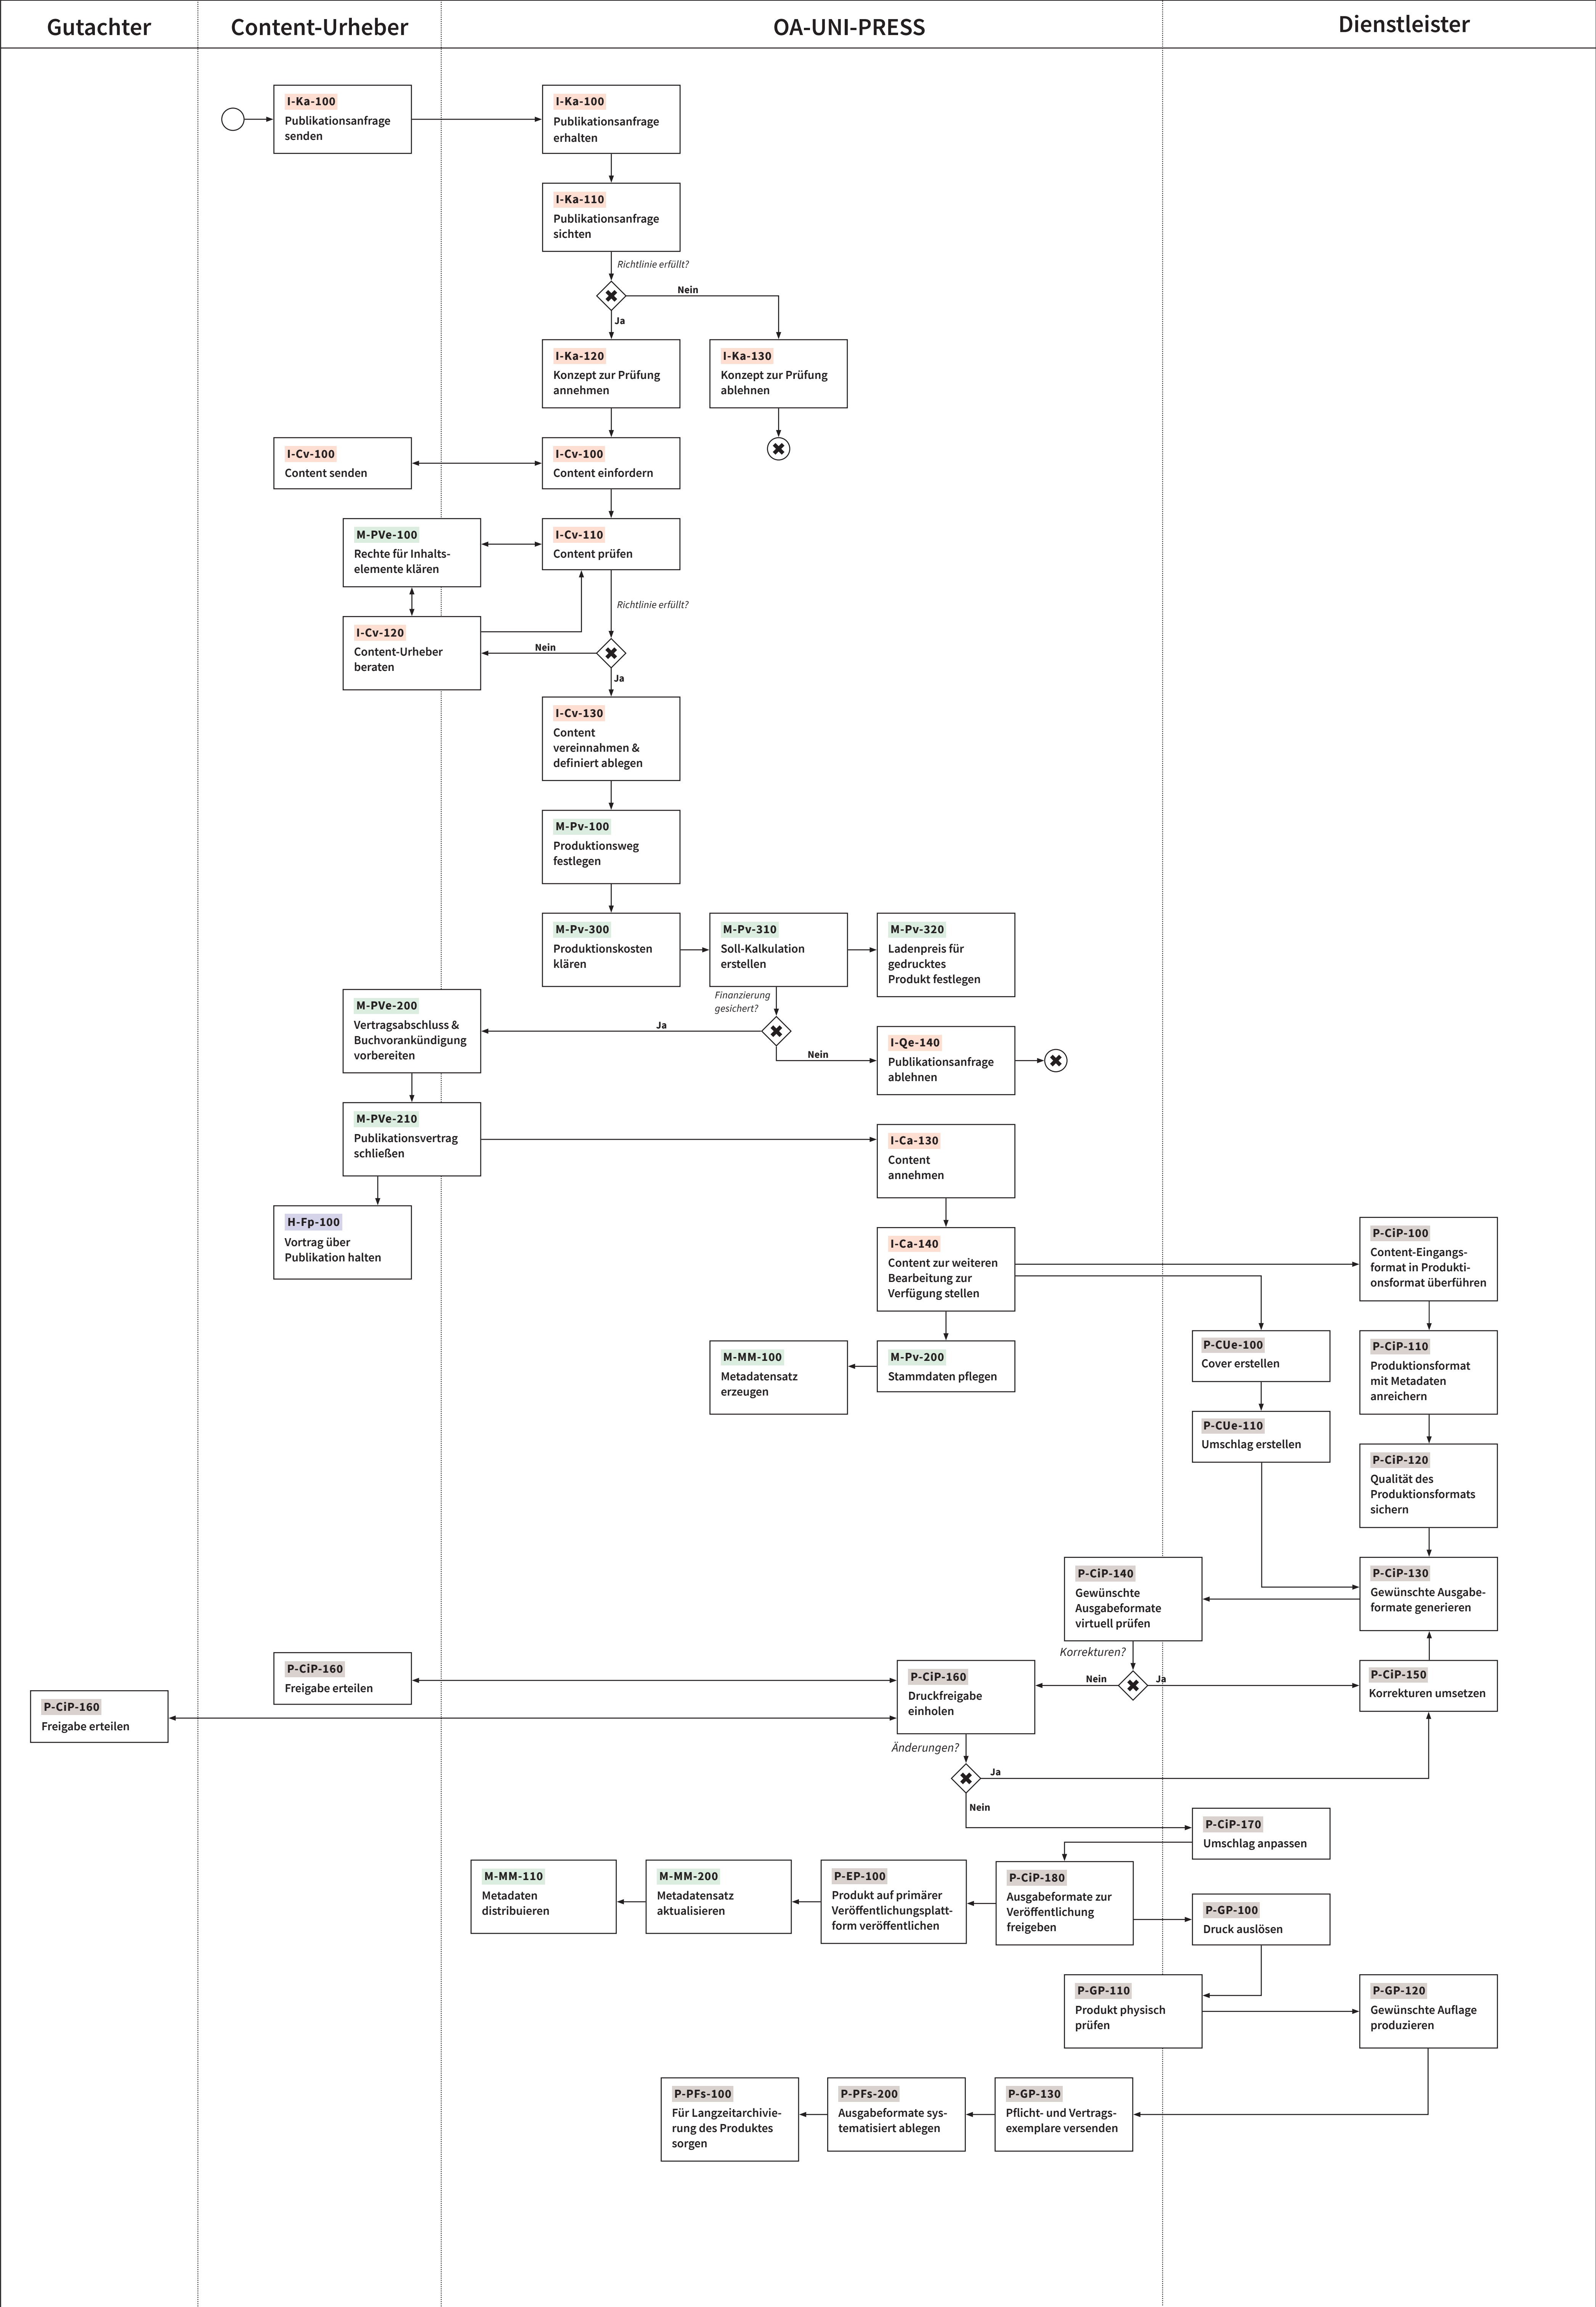 Gutachter
Content-Urheber
OA-UNI-PRESS
Dienstleister
I-Ka-100
Publikationsanfrage
senden
I-Ka-100
Publikationsanfrage
erhalten
I-Ka-110
Publikationsanfrage
sichten
Richtlinie erfüllt?
Nein
Ja
I-Ka-120
Konzept zur Prüfung
annehmen
I-Ka-130
Konzept zur Prüfung
ablehnen
I-Cv-100
Content senden
I-Cv-100
Content einfordern
M-PVe-100
Rechte für Inhalts-
elemente klären
I-Cv-110
Content prüfen
Richtlinie erfüllt?
I-Cv-120
Content-Urheber
beraten
Nein
Ja
I-Cv-130
Content
vereinnahmen &
definiert ablegen
M-Pv-100
Produktionsweg
festlegen
M-Pv-300
Produktionskosten
klären
M-Pv-310
Soll-Kalkulation
erstellen
M-Pv-320
Ladenpreis für
gedrucktes
Produkt festlegen
Finanzierung
gesichert?
M-PVe-200
Vertragsabschluss &
Buchvorankündigung
vorbereiten
Ja
Nein
I-Qe-140
Publikationsanfrage
ablehnen
M-PVe-210
Publikationsvertrag
schließen
I-Ca-130
Content
annehmen
H-Fp-100
Vortrag über
Publikation halten
I-Ca-140
Content zur weiteren
Bearbeitung zur
Verfügung stellen
P-CiP-100
Content-Eingangs-
format in Produkti-
onsformat überführen
M-MM-100
Metadatensatz
erzeugen
M-Pv-200
Stammdaten pflegen
P-CUe-100
Cover erstellen
P-CiP-110
Produktionsformat
mit Metadaten
anreichern
P-CUe-110
Umschlag erstellen
P-CiP-120
Qualität des
Produktionsformats
sichern
P-CiP-140
Gewünschte
Ausgabeformate
virtuell prüfen
P-CiP-130
Gewünschte Ausgabe-
formate generieren
Korrekturen?
P-CiP-160
Freigabe erteilen
P-CiP-160
Druckfreigabe
einholen
Nein
Ja
P-CiP-150
Korrekturen umsetzen
P-CiP-160
Freigabe erteilen
Änderungen?
Ja
Nein
P-CiP-170
Umschlag anpassen
M-MM-110
Metadaten
distribuieren
M-MM-200
Metadatensatz
aktualisieren
P-EP-100
Produkt auf primärer
Veröffentlichungsplatt-
form veröffentlichen
P-CiP-180
Ausgabeformate zur
Veröffentlichung
freigeben
P-GP-100
Druck auslösen
P-GP-110
Produkt physisch
prüfen
P-GP-120
Gewünschte Auflage
produzieren
P-PFs-100
Für Langzeitarchivie-
rung des Produktes
sorgen
P-PFs-200
Ausgabeformate sys-
tematisiert ablegen
P-GP-130
Pflicht- und Vertrags-
exemplare versenden